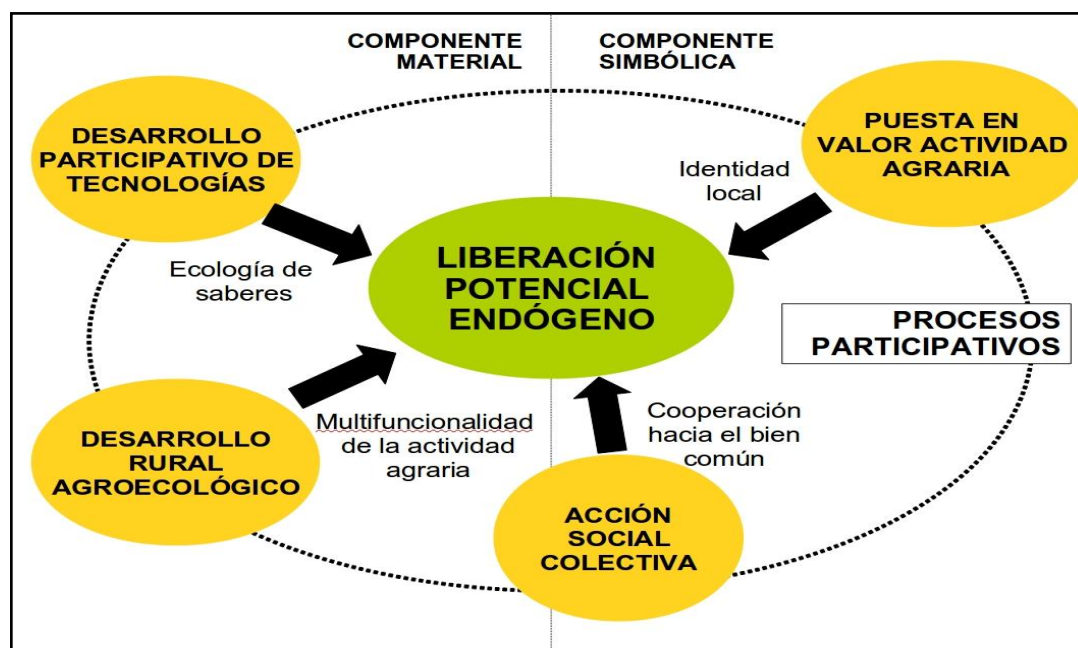 COMPONENTE
MATERIAL
COMPONENTE
SIMBÓLICA
DESARROLLO
PARTICIPATIVO DE
TECNOLOGÍAS
PUESTA EN
VALOR ACTIVIDAD
AGRARIA
Identidad
local
Ecología de
saberes
LIBERACIÓN
POTENCIAL
ENDÓGENO
PROCESOS
PARTICIPATIVOS
DESARROLLO
RURAL
AGROECOLÓGICO
Multifuncionalidad
de la actividad
agraria
Cooperación
hacia el bien
común
ACCIÓN
SOCIAL
COLECTIVA